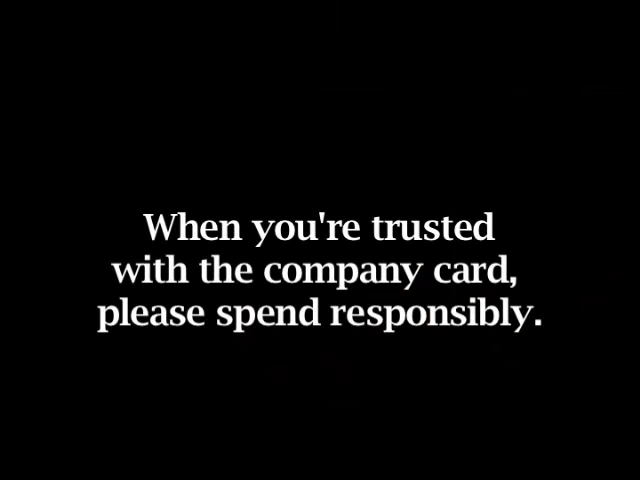 When you're trusted
with the company card,
please spend responsibly.